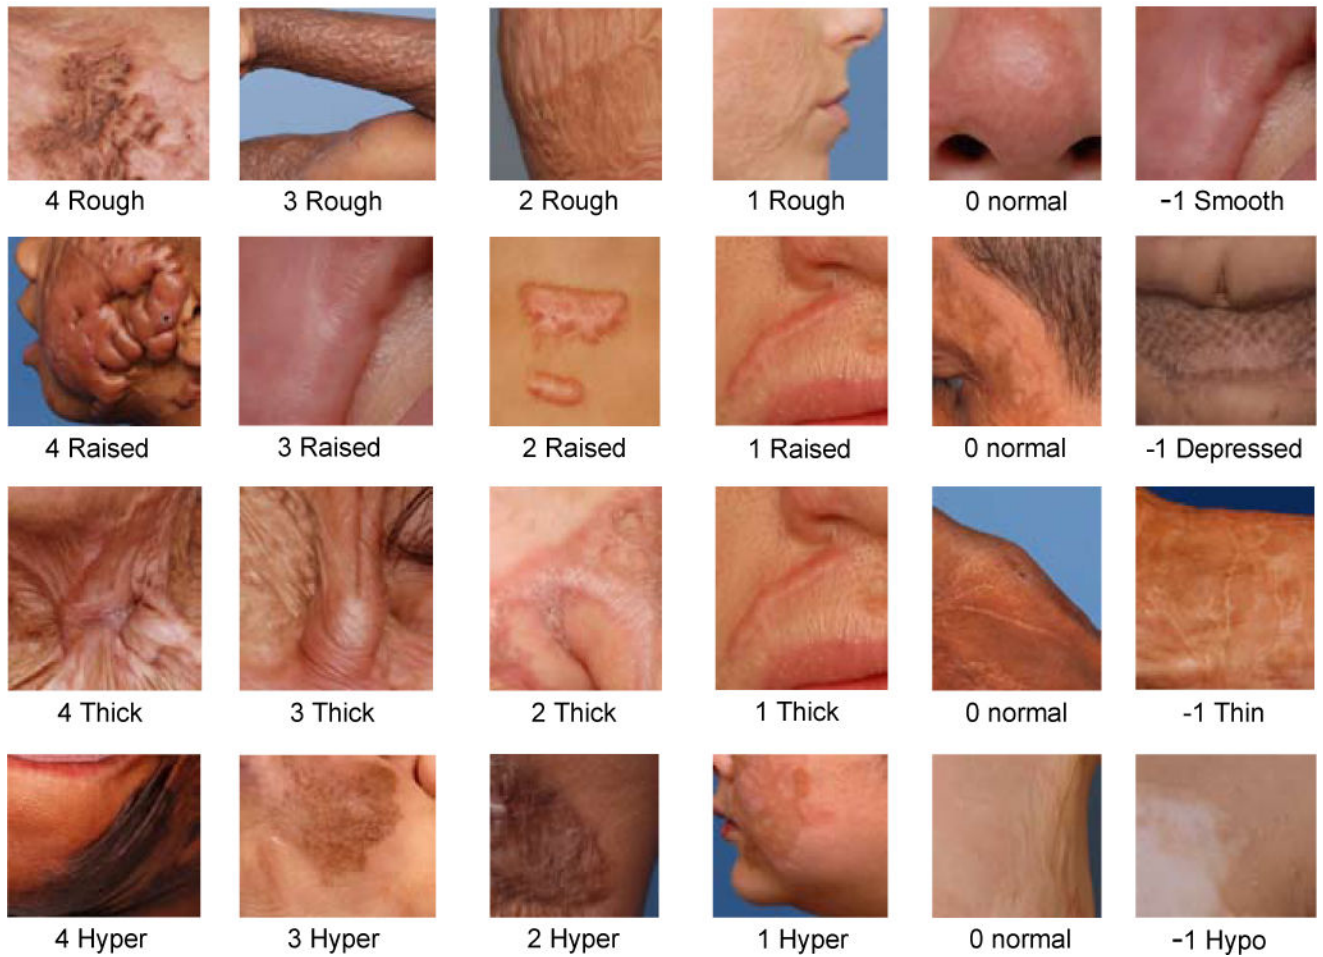 4 Rough 3 Rough 2 Rough 1 Rough 0 normal -1 Smooth
4 Raised 3 Raised 2 Raised 1 Raised 0 normal -1 Depressed
4 Thick 3 Thick 2 Thick 1 Thick 0 normal -1 Thin
4 Hyper 3 Hyper 2 Hyper 1 Hyper 0 normal -1 Hypo